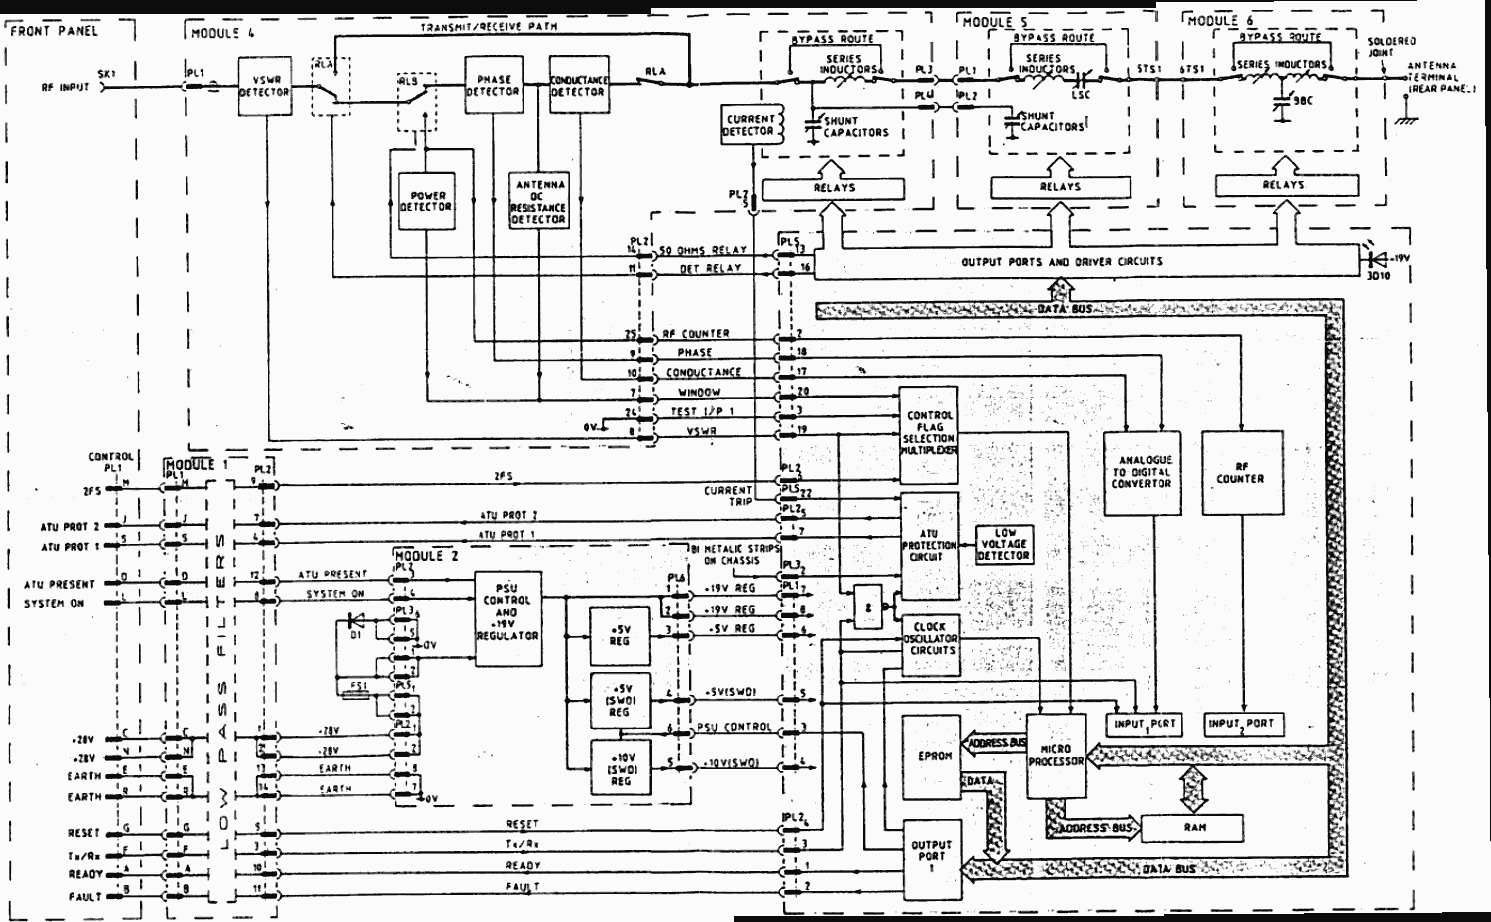 FRONT PANEL
MODULE 4
TRANSMIT/RECEIVE PATH
MODULE 5
MODULE 6
BYPASS ROUTE
BYPASS ROUTE
BYPASS ROUTE
SOLDERED
JOINT
SK1
RF INPUT
PL1
VSWR
DETECTOR
RLA
RLB
PHASE
DETECTOR
CONDUCTANCE
DETECTOR
RLA
SERIES
INDUCTORS
PL3
PL1
SERIES
INDUCTORS
LSC
5TS1
6TS1
SERIES INDUCTORS
ANTENNA
TERMINAL
(REAR PANEL)
PL4
PL2
CURRENT
DETECTOR
SHUNT
CAPACITORS
SHUNT
CAPACITORS
POWER
DETECTOR
ANTENNA
DC
RESISTANCE
DETECTOR
PL2
5
RELAYS
RELAYS
RELAYS
PL2
14
50 OHMS RELAY
PL5
13
11
DET RELAY
16
OUTPUT PORTS AND DRIVER CIRCUITS
-19V
3D10
DATA BUS
25
RF COUNTER
2
9
PHASE
18
10
CONDUCTANCE
17
7
WINDOW
20
0V
24
TEST I/P 1
3
8
VSWR
19
CONTROL
FLAG
SELECTION
MULTIPLEXER
ANALOGUE
TO DIGITAL
CONVERTOR
RF
COUNTER
CONTROL
PL1
MODULE 1
PL1
PL2
2FS
M
M
9
2FS
PL2
CURRENT
TRIP
PL5
22
ATU PROT 2
J
J
7
ATU PROT 2
PL2
5
ATU PROT 1
S
S
4
ATU PROT 1
7
ATU
PROTECTION
CIRCUIT
LOW
VOLTAGE
DETECTOR
LOW PASS FILTERS
MODULE 2
BI METALIC STRIPS
ON CHASSIS
PL3
2
ATU PRESENT
D
D
12
ATU PRESENT
PL2
3
SYSTEM ON
L
L
8
SYSTEM ON
4
PSU
CONTROL
AND
+19V
REGULATOR
PL6
1
+19V REG
PL1
7
2
+19V REG
8
3
+5V REG
6
&
CLOCK
OSCILLATOR
CIRCUITS
D1
PL3
6
5
0V
1
2
FS1
PL5
1
2
+5V
REG
+5V
(SWD)
REG
4
+5V(SWD)
5
+28V
C
C
1
+28V
PL2
1
+28V
N
N
2
+28V
2
6
PSU CONTROL
3
+10V
(SWD)
REG
5
+10V(SWD)
4
EARTH
E
E
13
EARTH
8
EARTH
R
R
14
EARTH
7
0V
EPROM
ADDRESS BUS
MICRO
PROCESSOR
INPUT PORT
1
INPUT PORT
2
DATA
ADDRESS BUS
RAM
RESET
G
G
5
RESET
PL2
4
Tx/Rx
F
F
3
Tx/Rx
3
READY
A
A
10
READY
1
FAULT
B
B
11
FAULT
2
OUTPUT
PORT
1
DATA BUS